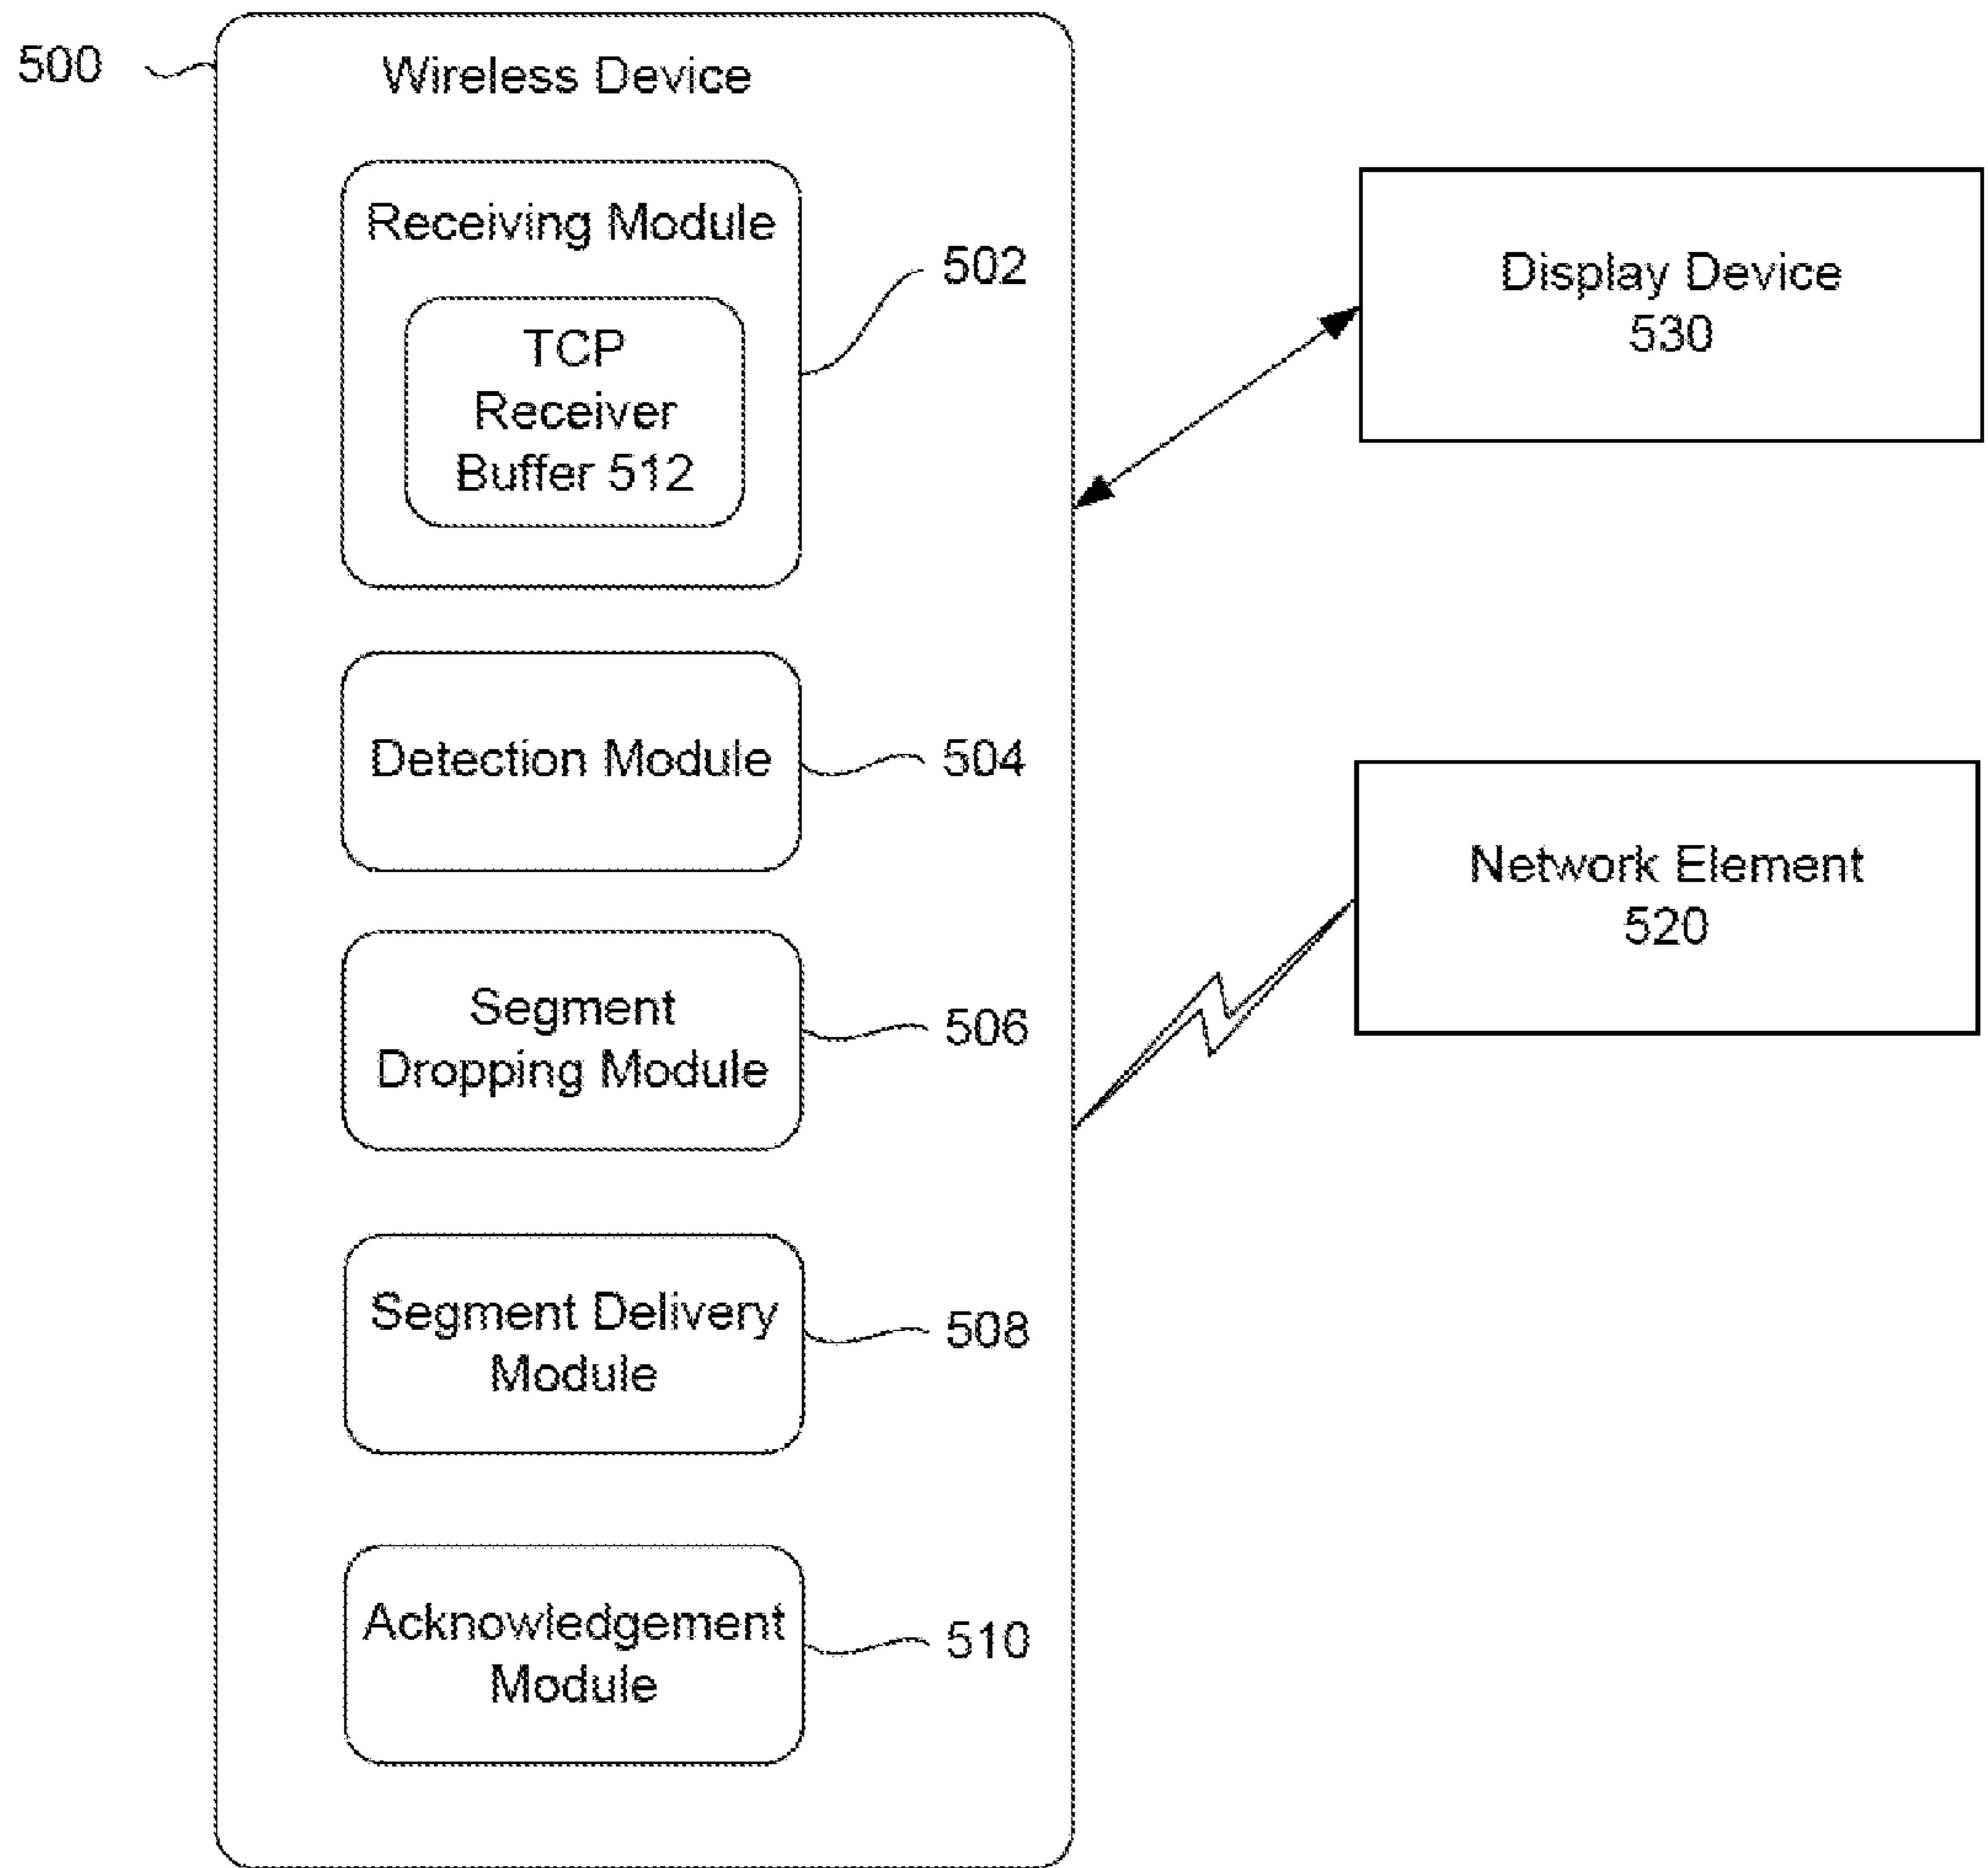 500
Wireless Device
Receiving Module
502
TCP
Receiver
Buffer 512
Detection Module
504
Segment
Dropping Module
506
Segment Delivery
Module
508
Acknowledgement
Module
510
Display Device
530
Network Element
520